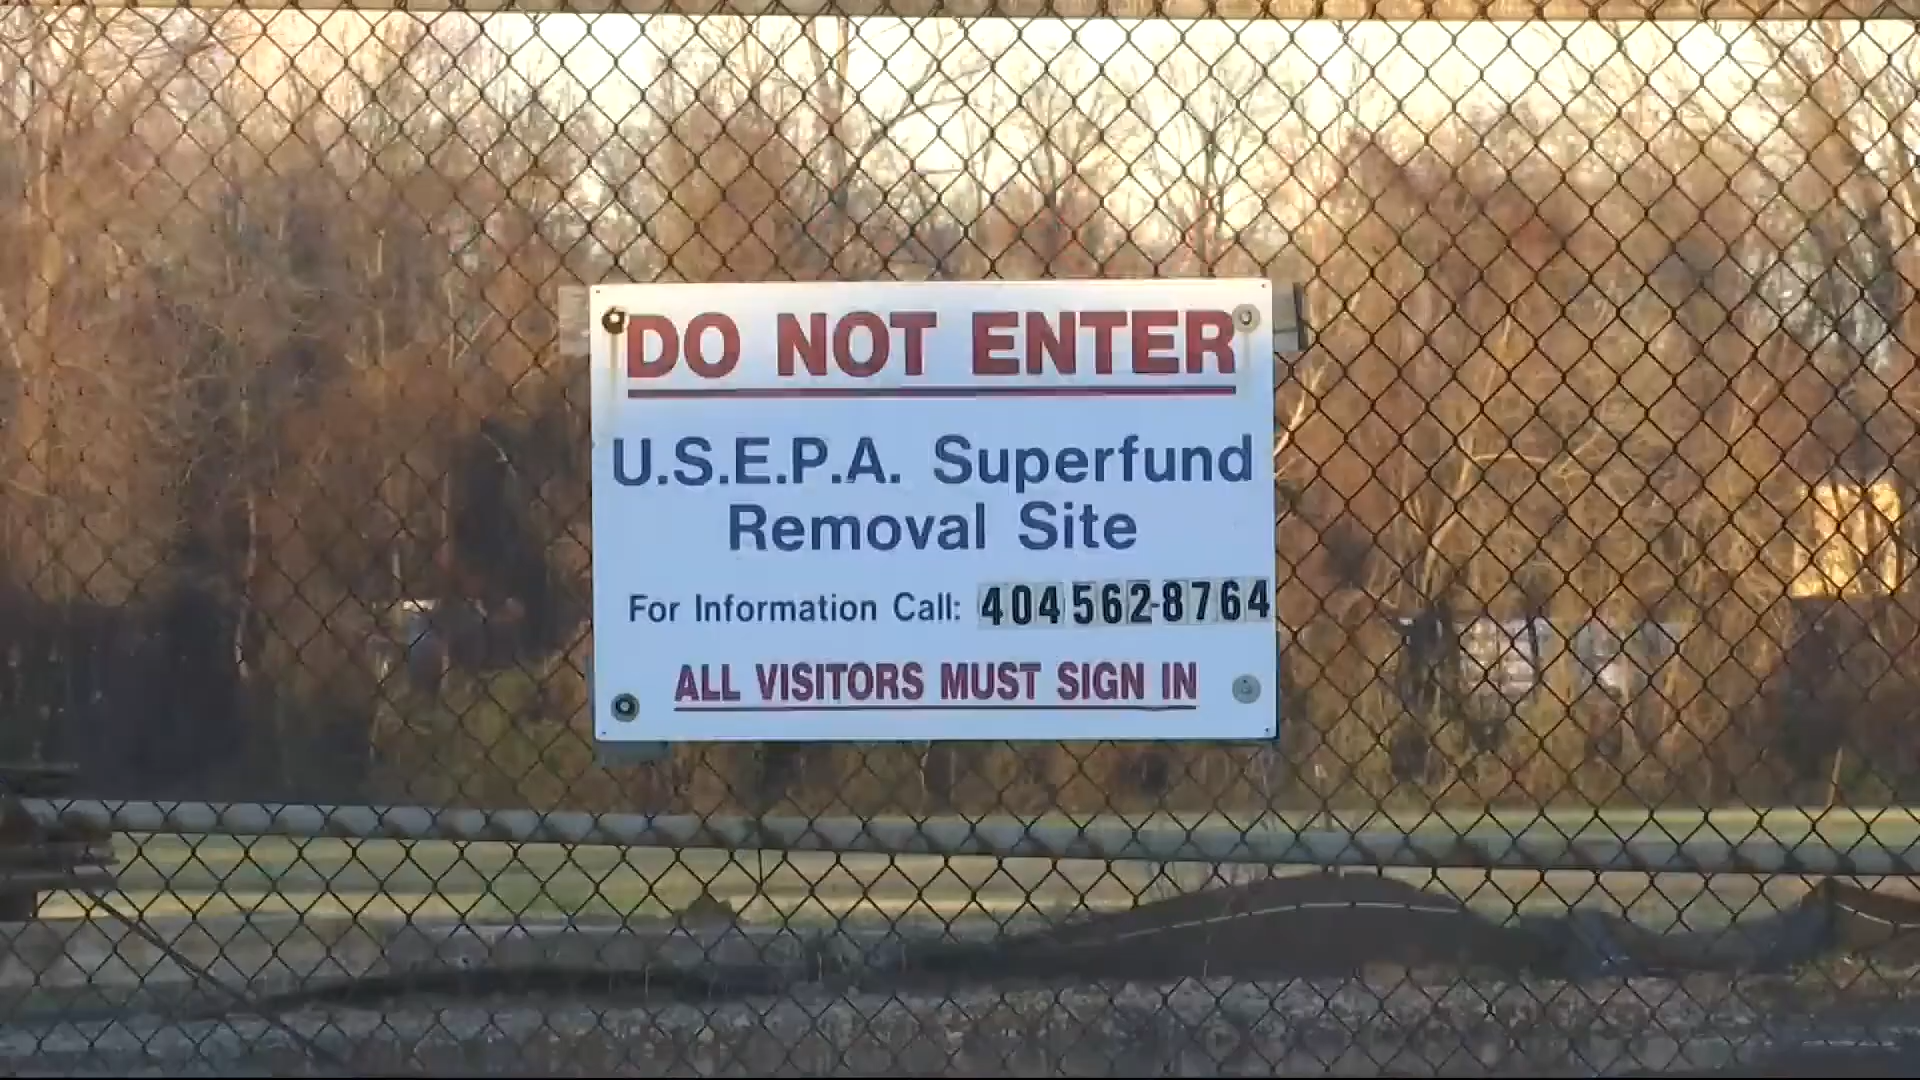 DO NOT ENTER
U.S.E.P.A. Superfund
Removal Site
For Information Call: 404 562-8764
ALL VISITORS MUST SIGN IN